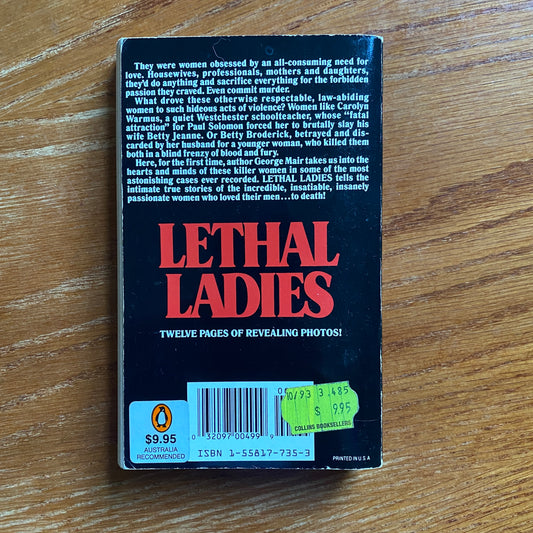 They were women obsessed by an all-consuming need for
love. Housewives, professionals, mothers and daughters,
they'd do anything and sacrifice everything for the forbidden
passion they craved. Even commit murder.
What drove these otherwise respectable, law-abiding
women to such hideous acts of violence? Women like Carolyn
Warmus, a quiet Westchester schoolteacher, whose "fatal
attraction" for Paul Solomon forced her to brutally slay his
wife Betty Jeanne. Or Betty Broderick, betrayed and dis-
carded by her husband for a younger woman, who killed them
both in a blind frenzy of blood and fury.
Here, for the first time, author George Mair takes us into the
hearts and minds of these killer women in some of the most
astonishing cases ever recorded. LETHAL LADIES tells the
intimate true stories of the incredible, insatiable, insanely
passionate women who loved their men...to death!
LETHAL
LADIES
TWELVE PAGES OF REVEALING PHOTOS!
10/93 3.485
$ 9.95
COLLINS BOOKSELLERS
$9.95
AUSTRALIA
RECOMMENDED
0 32097 00499 9
ISBN 1-55817-735-3
PRINTED IN U S A